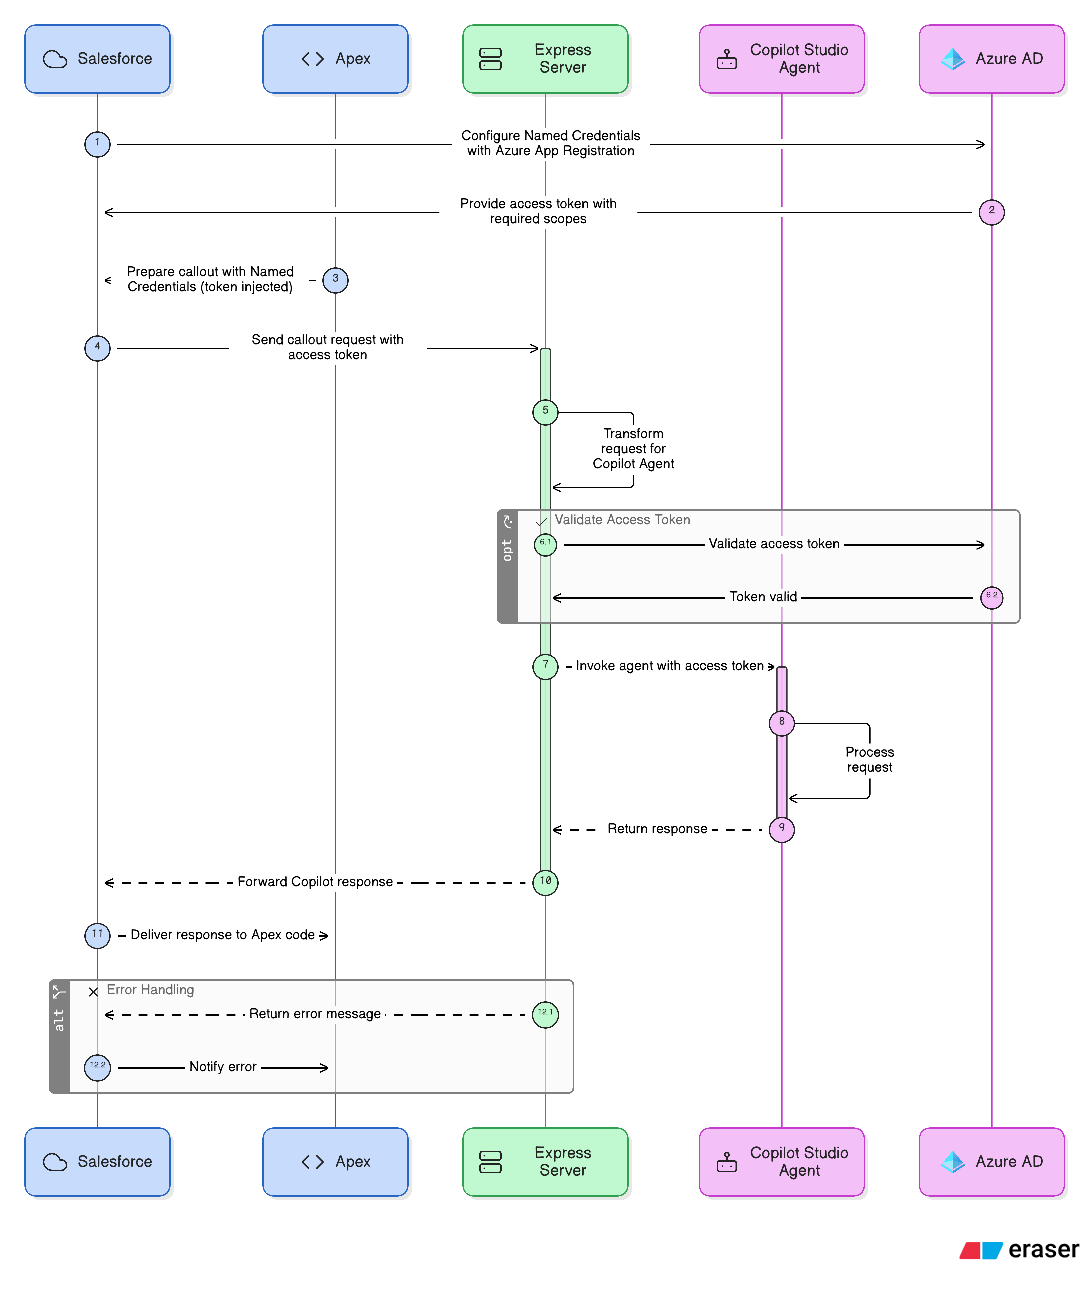 Salesforce
Apex
Express
Server
Copilot Studio
Agent
Azure AD
1
Configure Named Credentials
with Azure App Registration
Provide access token with
required scopes
2
Prepare callout with Named
Credentials (token injected)
3
4
Send callout request with
access token
5
Transform
request for
Copilot Agent
opt
Validate Access Token
6.1
Validate access token
Token valid
6.2
7
Invoke agent with access token
8
Process
request
Return response
9
Forward Copilot response
10
11
Deliver response to Apex code
alt
Error Handling
Return error message
12.1
12.2
Notify error
Salesforce
Apex
Express
Server
Copilot Studio
Agent
Azure AD
eraser